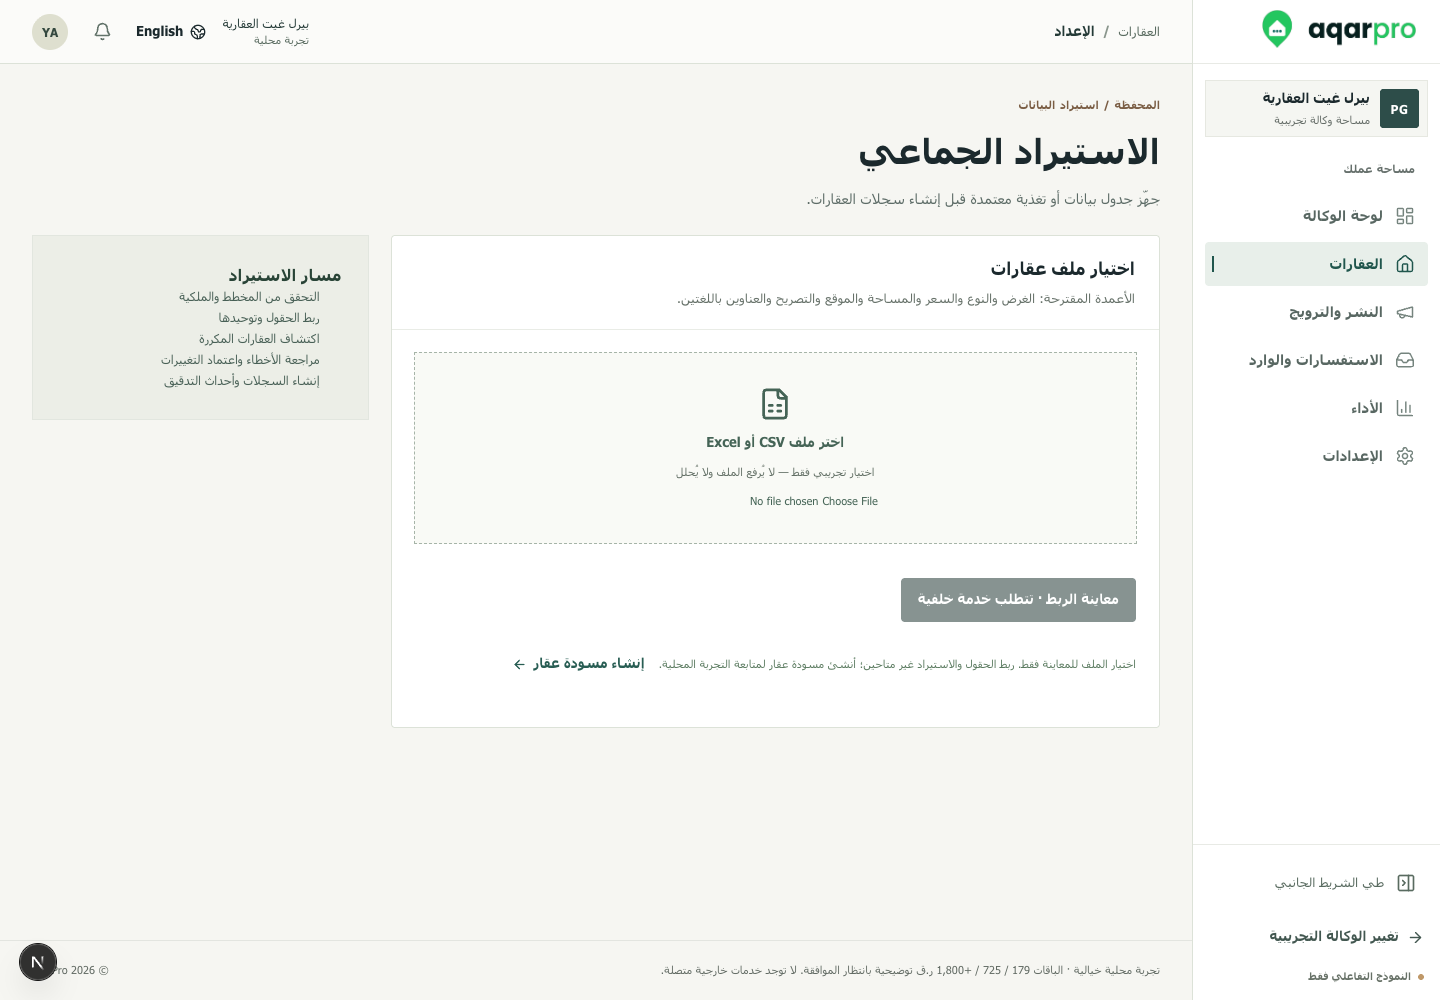 aqarpro
بيرل غيت العقارية
مساحة وكالة تجريبية
PG
مساحة عملك
لوحة الوكالة
العقارات
النشر والترويج
الاستفسارات والوارد
الأداء
الإعدادات
طي الشريط الجانبي
تغيير الوكالة التجريبية
النموذج التفاعلي فقط
العقارات / الإعداد
بيرل غيت العقارية
تجربة محلية
English
YA
المحفظة / استيراد البيانات
الاستيراد الجماعي
جهّز جدول بيانات أو تغذية معتمدة قبل إنشاء سجلات العقارات.
اختيار ملف عقارات
الأعمدة المقترحة: الغرض والنوع والسعر والمساحة والموقع والتصريح والعناوين باللغتين.
اختر ملف CSV أو Excel
اختيار تجريبي فقط — لا يُرفع الملف ولا يُحلل
Choose File No file chosen
معاينة الربط · تتطلب خدمة خلفية
اختيار الملف للمعاينة فقط. ربط الحقول والاستيراد غير متاحين؛ أنشئ مسودة عقار لمتابعة التجربة المحلية.
إنشاء مسودة عقار ←
مسار الاستيراد
التحقق من المخطط والملكية
ربط الحقول وتوحيدها
اكتشاف العقارات المكررة
مراجعة الأخطاء واعتماد التغييرات
إنشاء السجلات وأحداث التدقيق
تجربة محلية خيالية · الباقات 179 / 725 / +1,800 ر.ق توضيحية بانتظار الموافقة. لا توجد خدمات خارجية متصلة.
© 2026
N